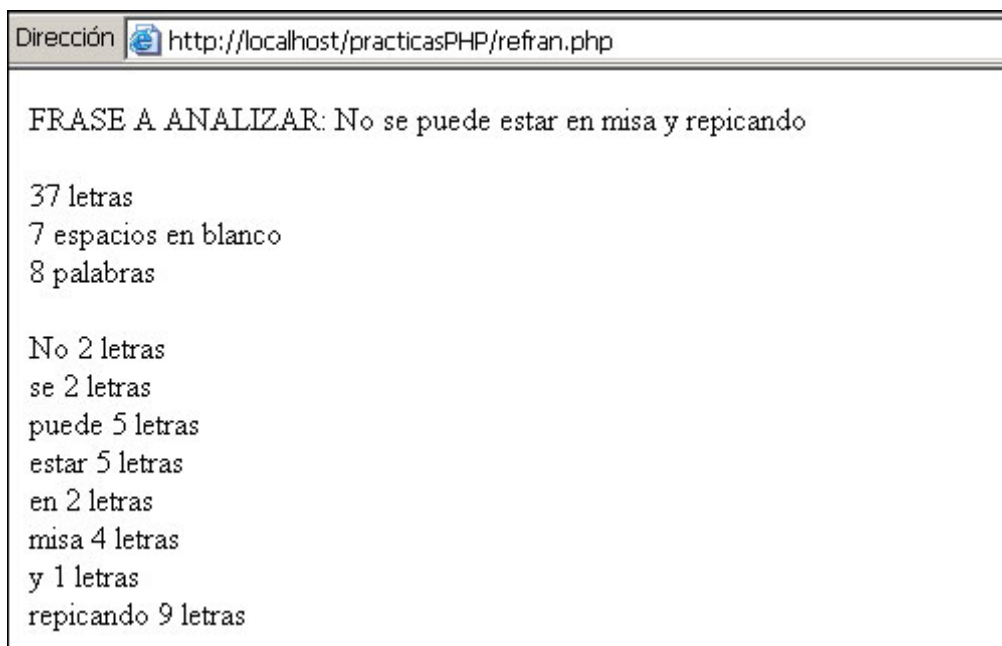 Dirección http://localhost/practicasPHP/refran.php
FRASE A ANALIZAR: No se puede estar en misa y repicando
37 letras
7 espacios en blanco
8 palabras
No 2 letras
se 2 letras
puede 5 letras
estar 5 letras
en 2 letras
misa 4 letras
y 1 letras
repicando 9 letras